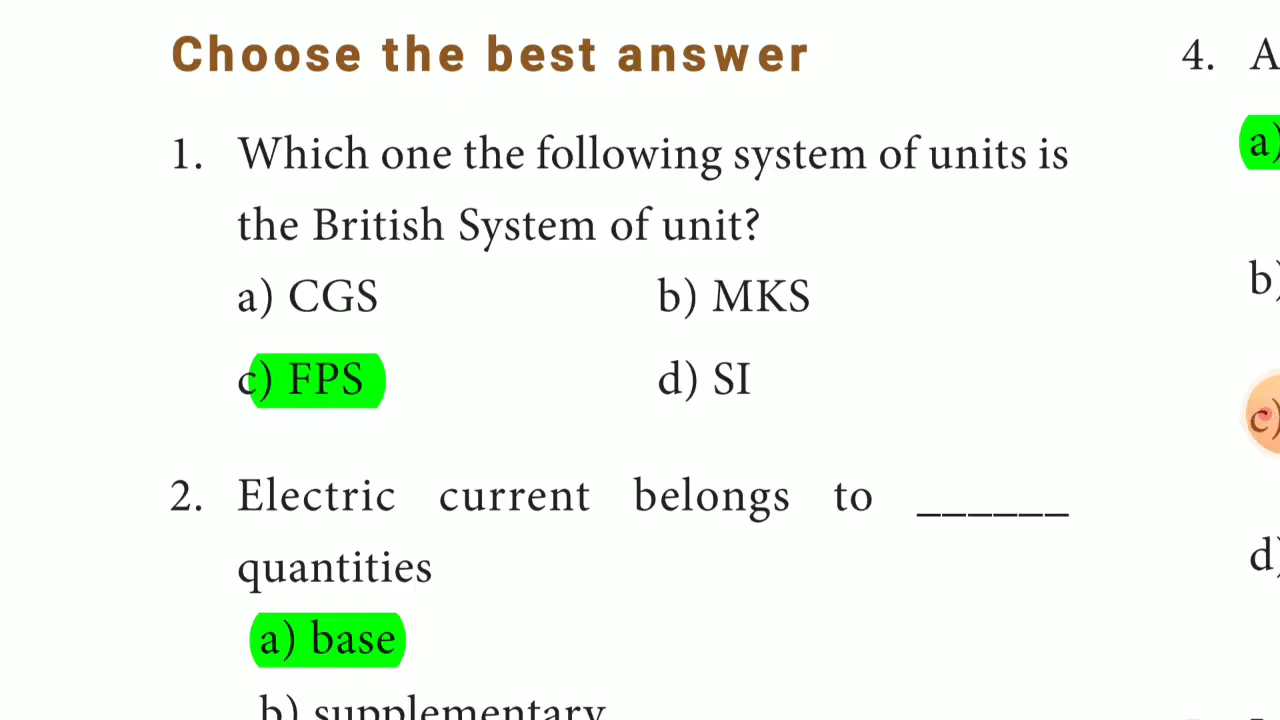 Choose the best answer
1. Which one the following system of units is
the British System of unit?
a) CGS b) MKS
c) FPS d) SI
2. Electric current belongs to ______
quantities
a) base
b) supplementary
4. A
a)
b)
c)
d)